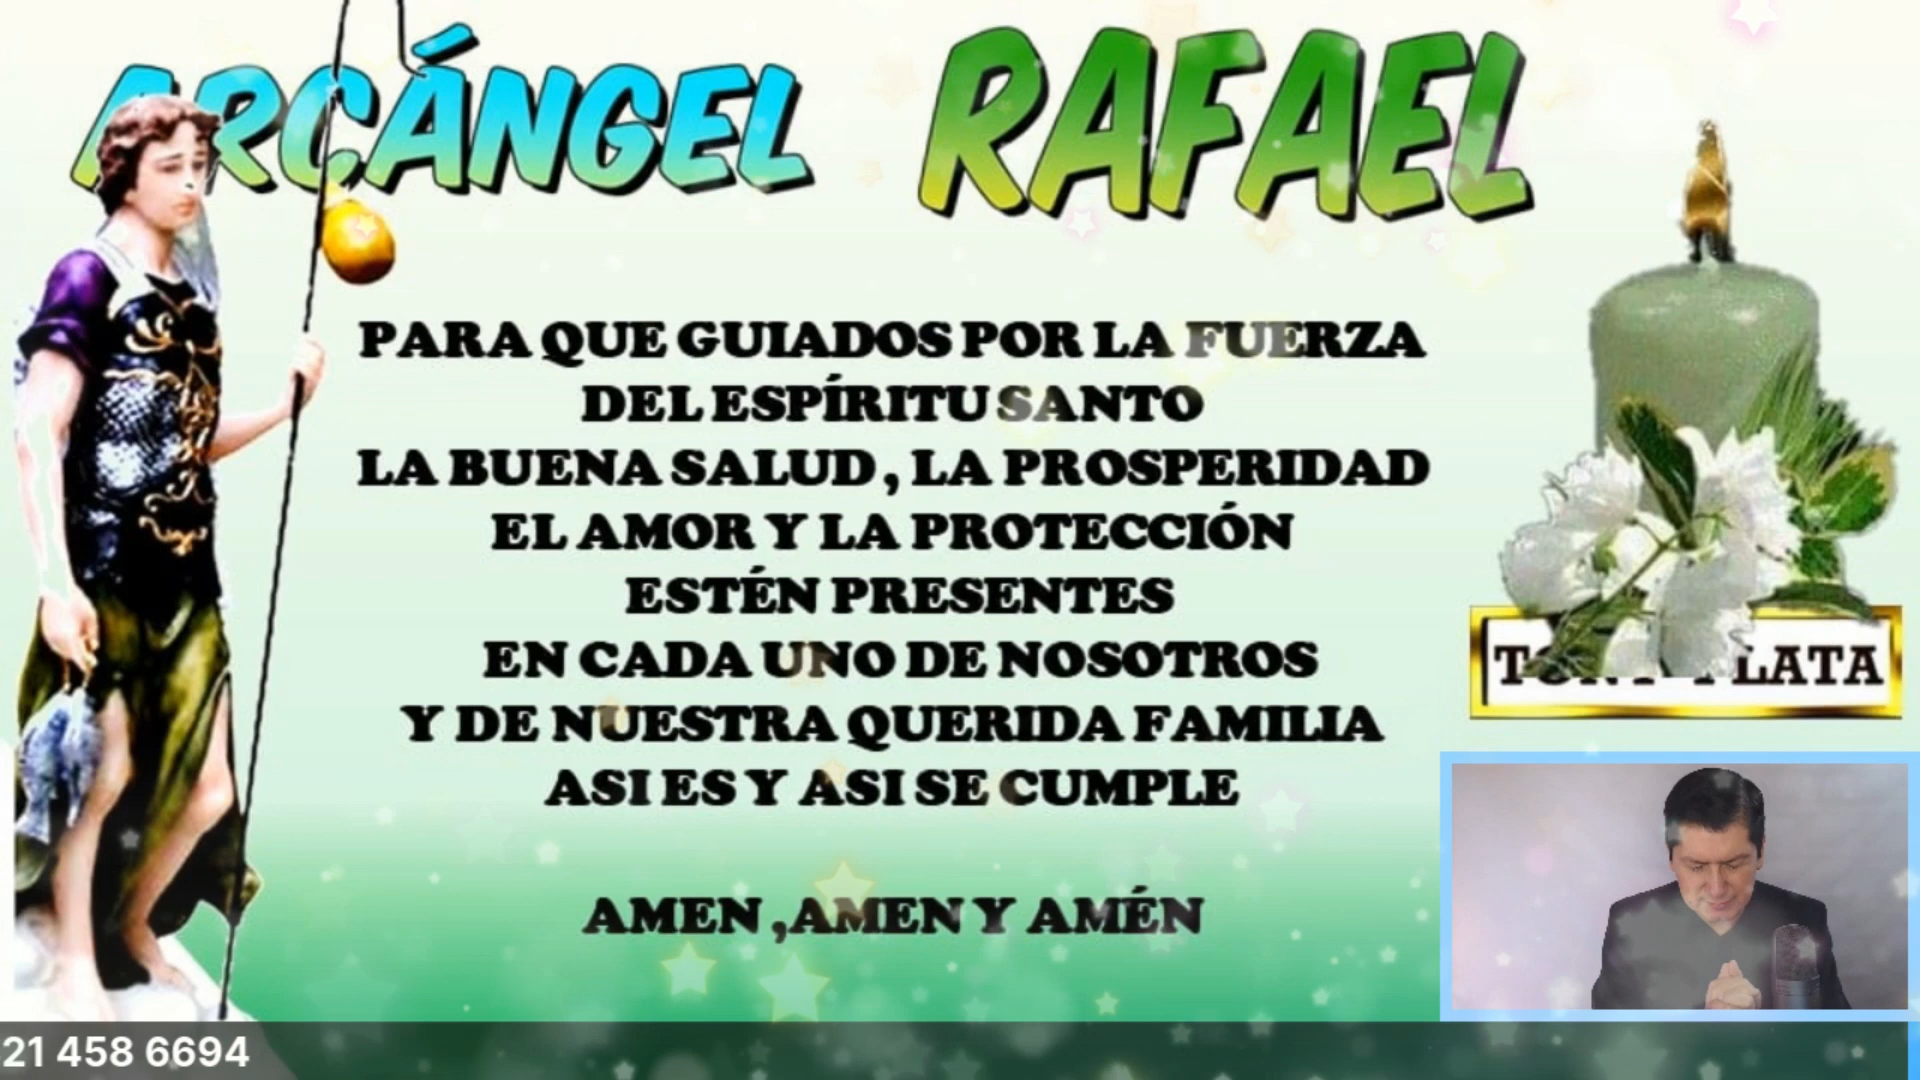 ARCÁNGEL RAFAEL
PARA QUE GUIADOS POR LA FUERZA
DEL ESPÍRITU SANTO
LA BUENA SALUD , LA PROSPERIDAD
EL AMOR Y LA PROTECCIÓN
ESTÉN PRESENTES
EN CADA UNO DE NOSOTROS
Y DE NUESTRA QUERIDA FAMILIA
ASI ES Y ASI SE CUMPLE
AMEN ,AMEN Y AMÉN
21 458 6694